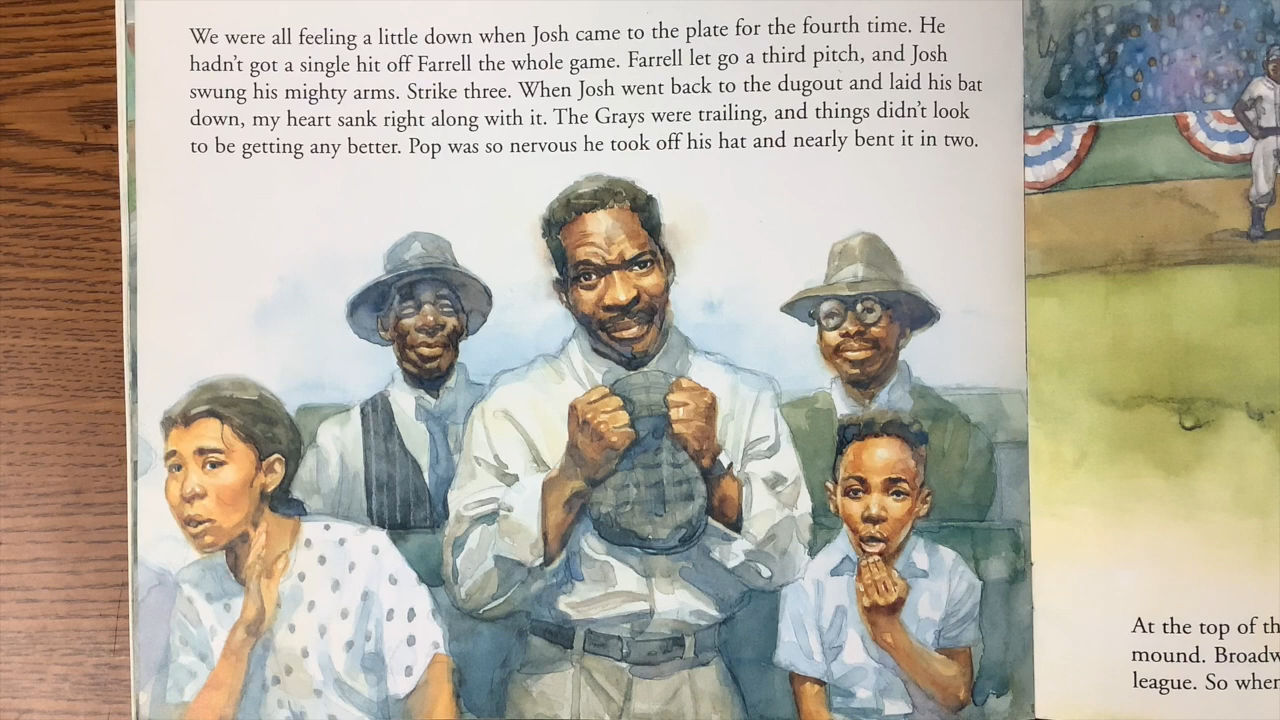 We were all feeling a little down when Josh came to the plate for the fourth time. He
hadn't got a single hit off Farrell the whole game. Farrell let go a third pitch, and Josh
swung his mighty arms. Strike three. When Josh went back to the dugout and laid his bat
down, my heart sank right along with it. The Grays were trailing, and things didn't look
to be getting any better. Pop was so nervous he took off his hat and nearly bent it in two.
At the top of
mound.
league. So